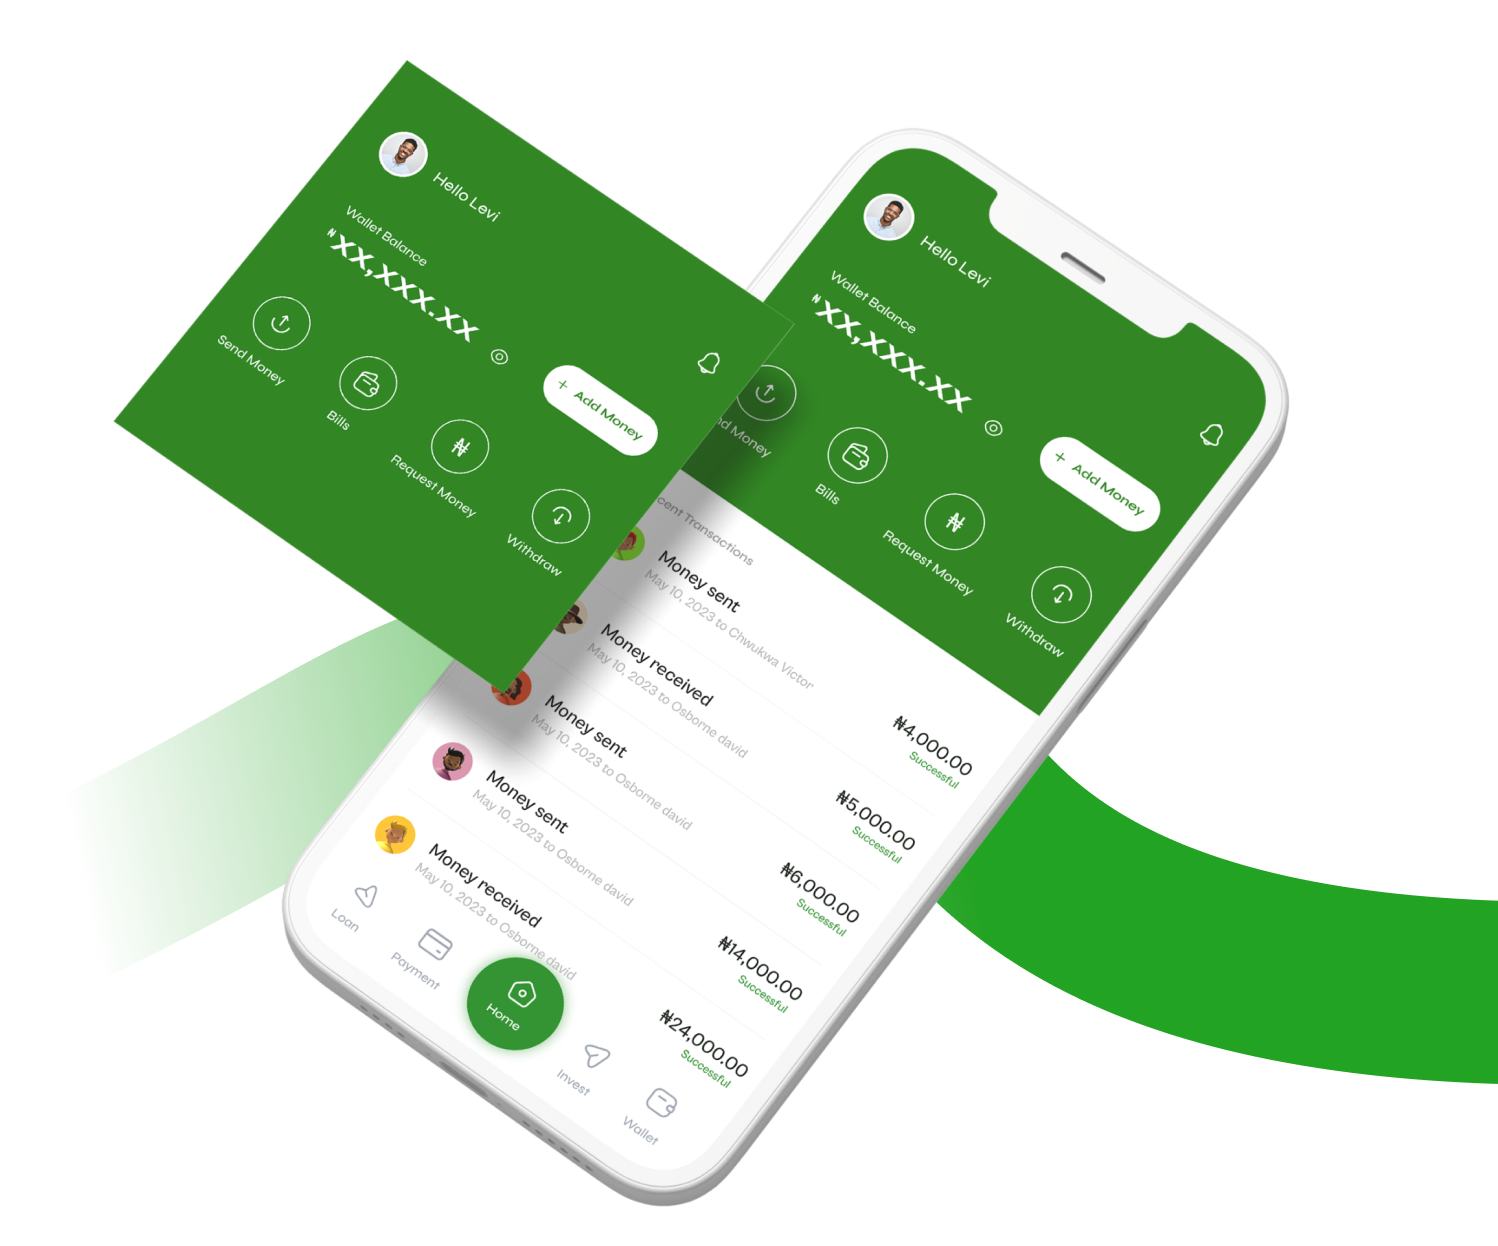 Hello Levi
Wallet Balance
₦xx,xxx.xx
+ Add Money
Send Money
Bills
Request Money
Withdraw
Hello Levi
Wallet Balance
₦xx,xxx.xx
+ Add Money
nd Money
Bills
Request Money
Withdraw
cent Transactions
Money sent
May 10, 2023 to Chwukwa Victor
₦4,000.00
Successful
Money received
May 10, 2023 to Osborne david
₦5,000.00
Successful
Money sent
May 10, 2023 to Osborne david
₦6,000.00
Successful
Money sent
May 10, 2023 to Osborne david
₦14,000.00
Successful
Money received
May 10, 2023 to Osborne david
₦24,000.00
Successful
Loan
Payment
Home
Invest
Wallet